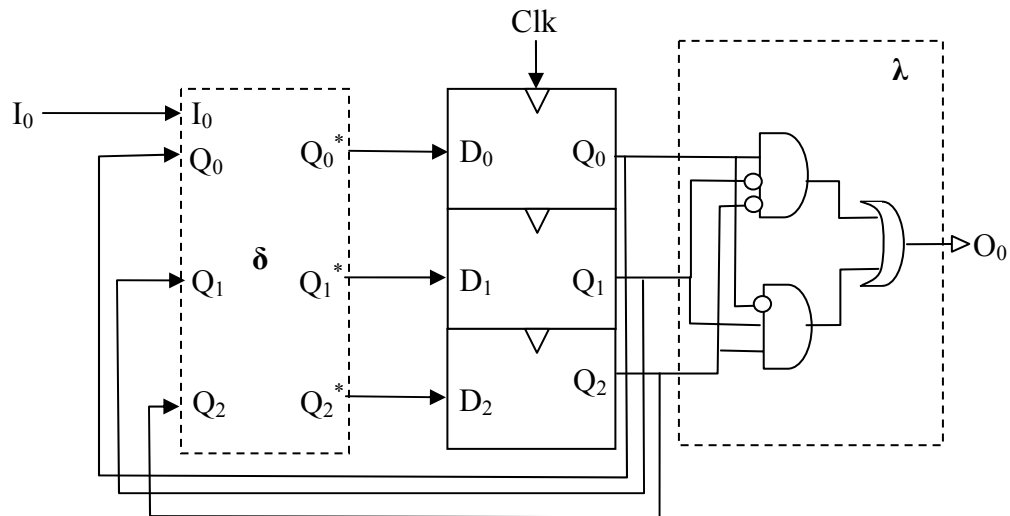 Clk
λ
I₀
I₀
Q₀
Q₀*
D₀
Q₀
δ
Q₁
Q₁*
D₁
Q₁
O₀
Q₂
Q₂*
D₂
Q₂